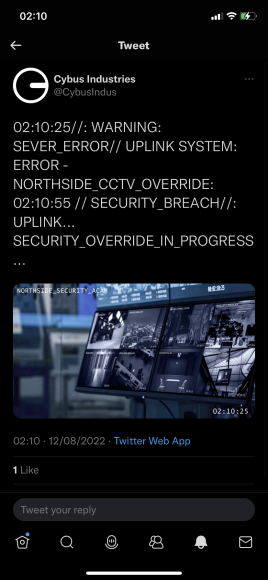 02:10
Tweet
Cybus Industries
@CybusIndus
02:10:25//: WARNING:
SEVER_ERROR// UPLINK SYSTEM:
ERROR -
NORTHSIDE_CCTV_OVERRIDE:
02:10:55 // SECURITY_BREACH//:
UPLINK...
SECURITY_OVERRIDE_IN_PROGRESS
...
NORTHSIDE_SECURITY_ACAM
02:10:25
02:10 · 12/08/2022 · Twitter Web App
1 Like
Tweet your reply